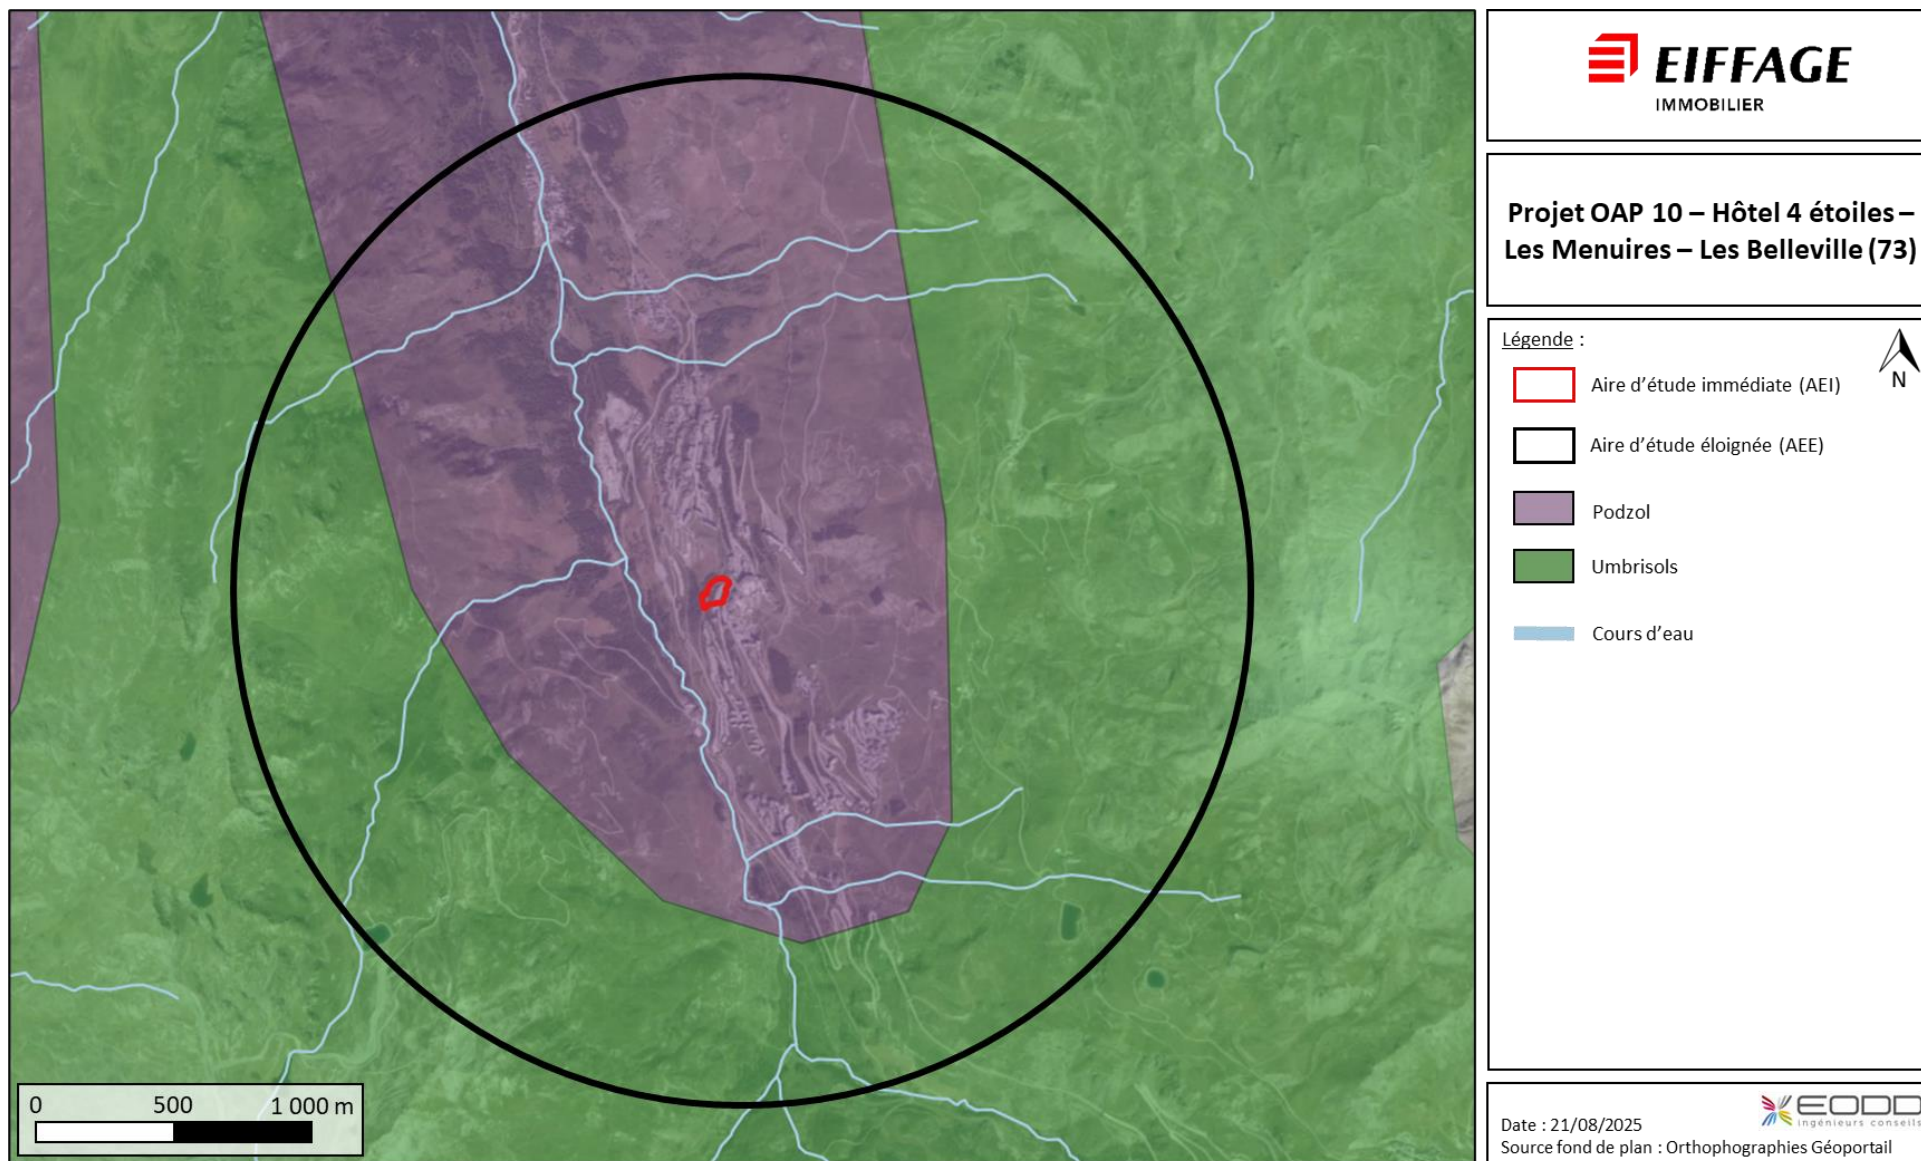 EIFFAGE
IMMOBILIER
Projet OAP 10 – Hôtel 4 étoiles –
Les Menuires – Les Belleville (73)
Légende :
N
Aire d'étude immédiate (AEI)
Aire d'étude éloignée (AEE)
Podzol
Umbrisols
Cours d'eau
0 500 1 000 m
EODD
ingénieurs conseils
Date : 21/08/2025
Source fond de plan : Orthophographies Géoportail